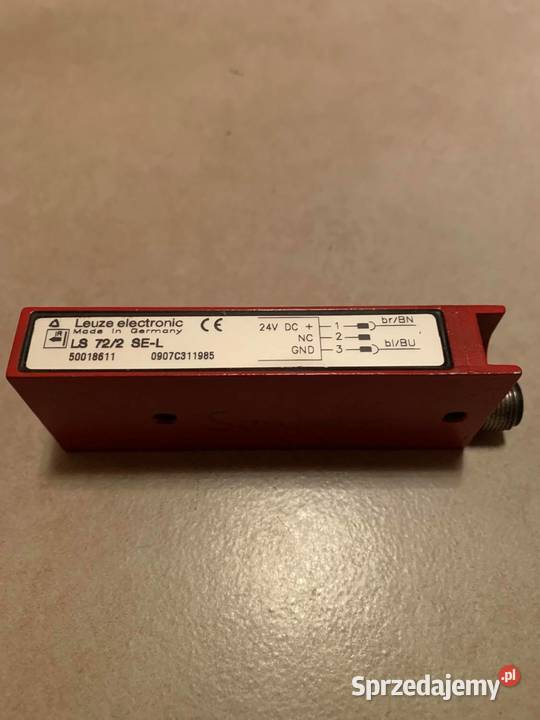 Leuze electronic
Made in Germany
IR
LS 72/2 SE-L
50018611 0907C311985
CE
24V DC + 1 br/BN
NC 2
GND 3 bl/BU
Sprzedajemy.pl